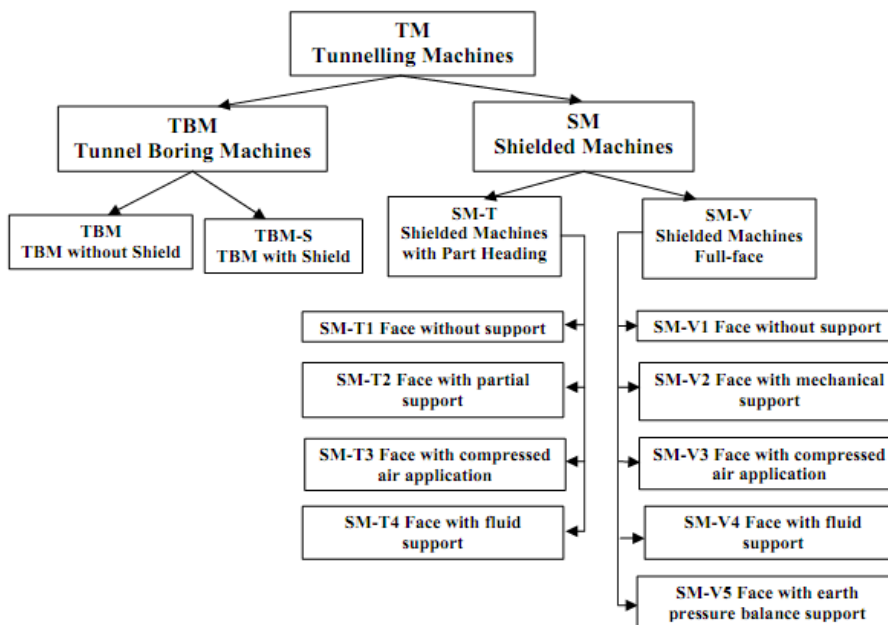 TM
Tunnelling Machines
TBM
Tunnel Boring Machines
SM
Shielded Machines
TBM
TBM without Shield
TBM-S
TBM with Shield
SM-T
Shielded Machines
with Part Heading
SM-V
Shielded Machines
Full-face
SM-T1 Face without support
SM-T2 Face with partial
support
SM-T3 Face with compressed
air application
SM-T4 Face with fluid
support
SM-V1 Face without support
SM-V2 Face with mechanical
support
SM-V3 Face with compressed
air application
SM-V4 Face with fluid
support
SM-V5 Face with earth
pressure balance support